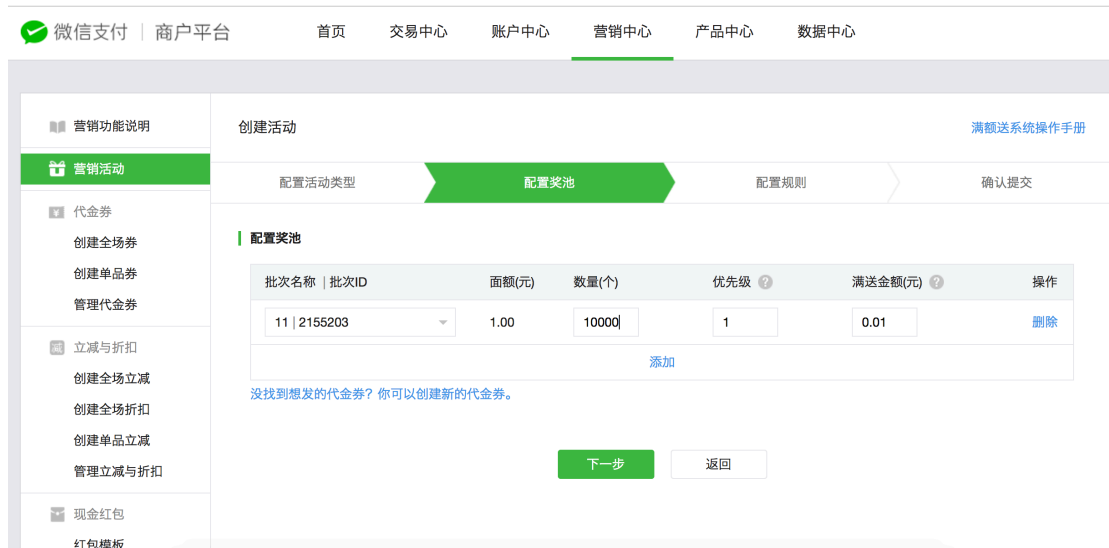 微信支付 | 商户平台 首页 交易中心 账户中心 营销中心 产品中心 数据中心
营销功能说明
营销活动
代金券
创建全场券
创建单品券
管理代金券
立减与折扣
创建全场立减
创建全场折扣
创建单品立减
管理立减与折扣
现金红包
红包模板
创建活动 满额送系统操作手册
配置活动类型 配置奖池 配置规则 确认提交
配置奖池
批次名称 | 批次ID 面额(元) 数量(个) 优先级 ? 满送金额(元) ? 操作
11 | 2155203 1.00 10000 1 0.01 删除
添加
没找到想发的代金券? 你可以创建新的代金券。
下一步 返回